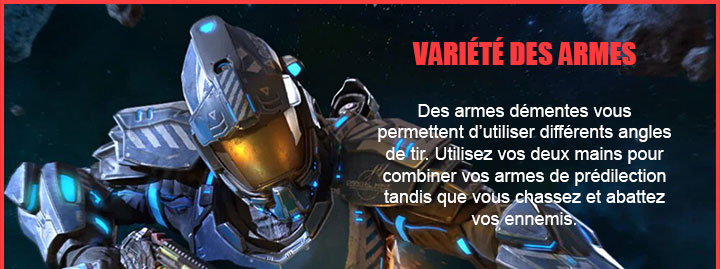 VARIÉTÉ DES ARMES
Des armes démentes vous
permettent d'utiliser différents angles
de tir. Utilisez vos deux mains pour
combiner vos armes de prédilection
tandis que vous chassez et abattez
vos ennemis.